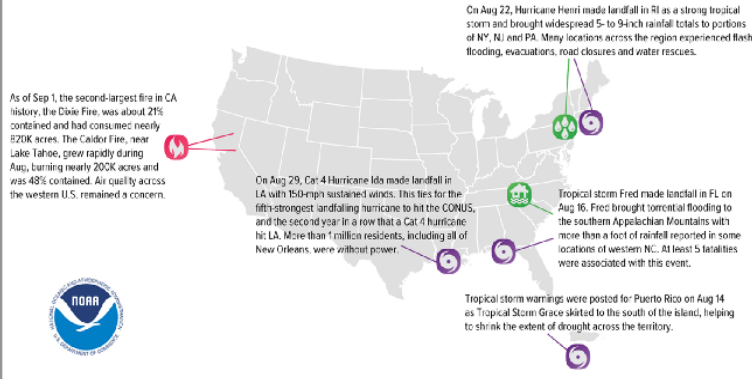 On Aug 22, Hurricane Henri made landfall in RI as a strong tropical
storm and brought widespread 5- to 9-inch rainfall totals to portions
of NY, NJ and PA. Many locations across the region experienced flash
flooding, evacuations, road closures and water rescues.
As of Sep 1, the second-largest fire in CA
history, the Dixie Fire, was about 21%
contained and had consumed nearly
820K acres. The Caldor Fire, near
Lake Tahoe, grew rapidly during
Aug, burning nearly 200K acres and
was 48% contained. Air quality across
the western U.S. remained a concern.
On Aug 29, Cat 4 Hurricane Ida made landfall in
LA with 150-mph sustained winds. This ties for the
fifth-strongest landfalling hurricane to hit the CONUS,
and the second year in a row that a Cat 4 hurricane
hit LA. More than 1 million residents, including all of
New Orleans, were without power.
Tropical storm Fred made landfall in FL on
Aug 16. Fred brought torrential flooding to
the southern Appalachian Mountains with
more than a foot of rainfall reported in some
locations of western NC. At least 5 fatalities
were associated with this event.
Tropical storm warnings were posted for Puerto Rico on Aug 14
as Tropical Storm Grace skirted to the south of the island, helping
to shrink the extent of drought across the territory.
NATIONAL OCEANIC AND ATMOSPHERIC ADMINISTRATION
NOAA
U.S. DEPARTMENT OF COMMERCE